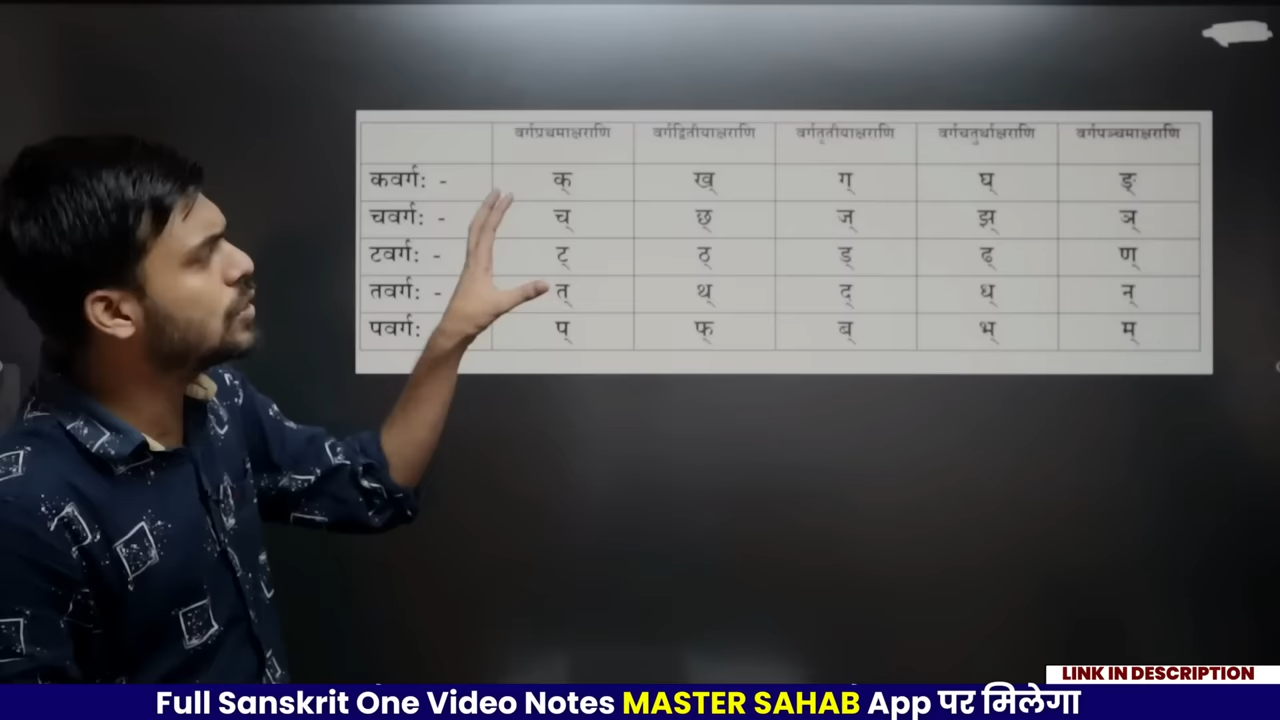 वर्गप्रथमाक्षराणि वर्गद्वितीयाक्षराणि वर्गतृतीयाक्षराणि वर्गचतुर्थाक्षराणि वर्गपञ्चमाक्षराणि
कवर्गः - क् ख् ग् घ् ङ्
चवर्गः - च् छ् ज् झ् ञ्
टवर्गः - ट् ठ् ड् ढ् ण्
तवर्गः - त् थ् द् ध् न्
पवर्गः प् फ् ब् भ् म्
LINK IN DESCRIPTION
Full Sanskrit One Video Notes MASTER SAHAB App पर मिलेगा